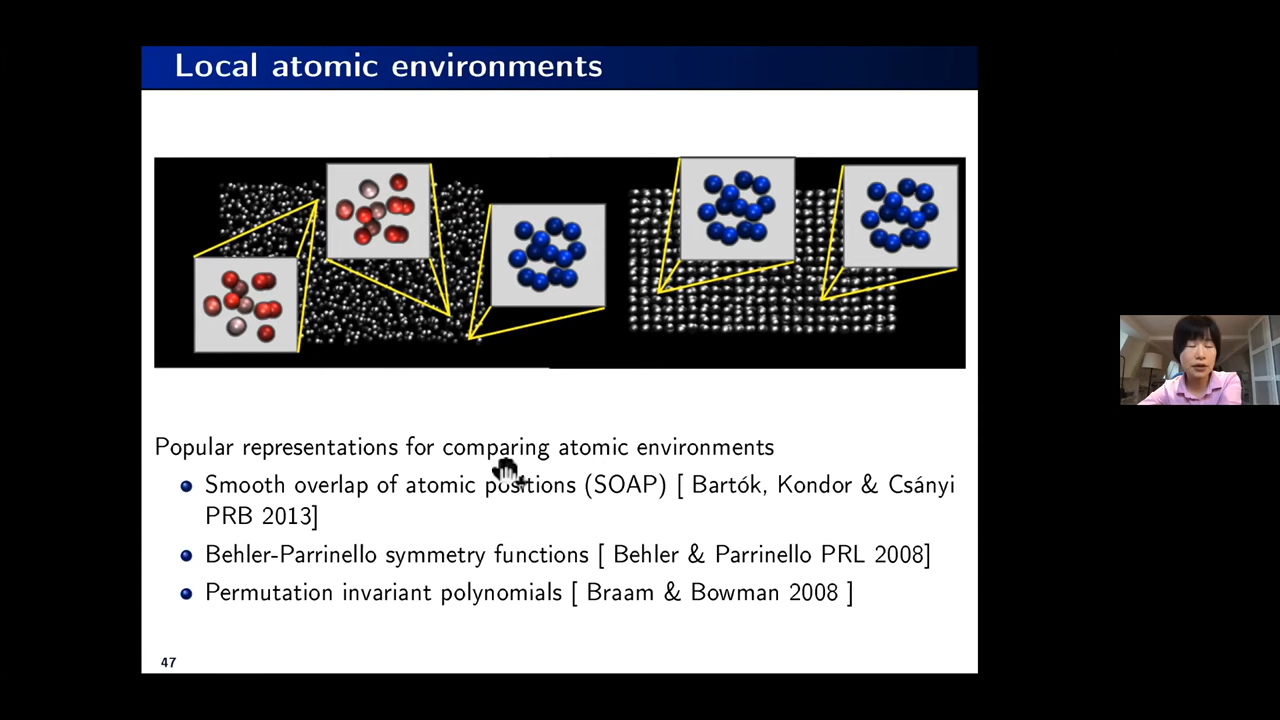 Local atomic environments
Popular representations for comparing atomic environments
Smooth overlap of atomic positions (SOAP) [ Bartók, Kondor & Csányi
PRB 2013]
Behler-Parrinello symmetry functions [ Behler & Parrinello PRL 2008]
Permutation invariant polynomials [ Braam & Bowman 2008 ]
47